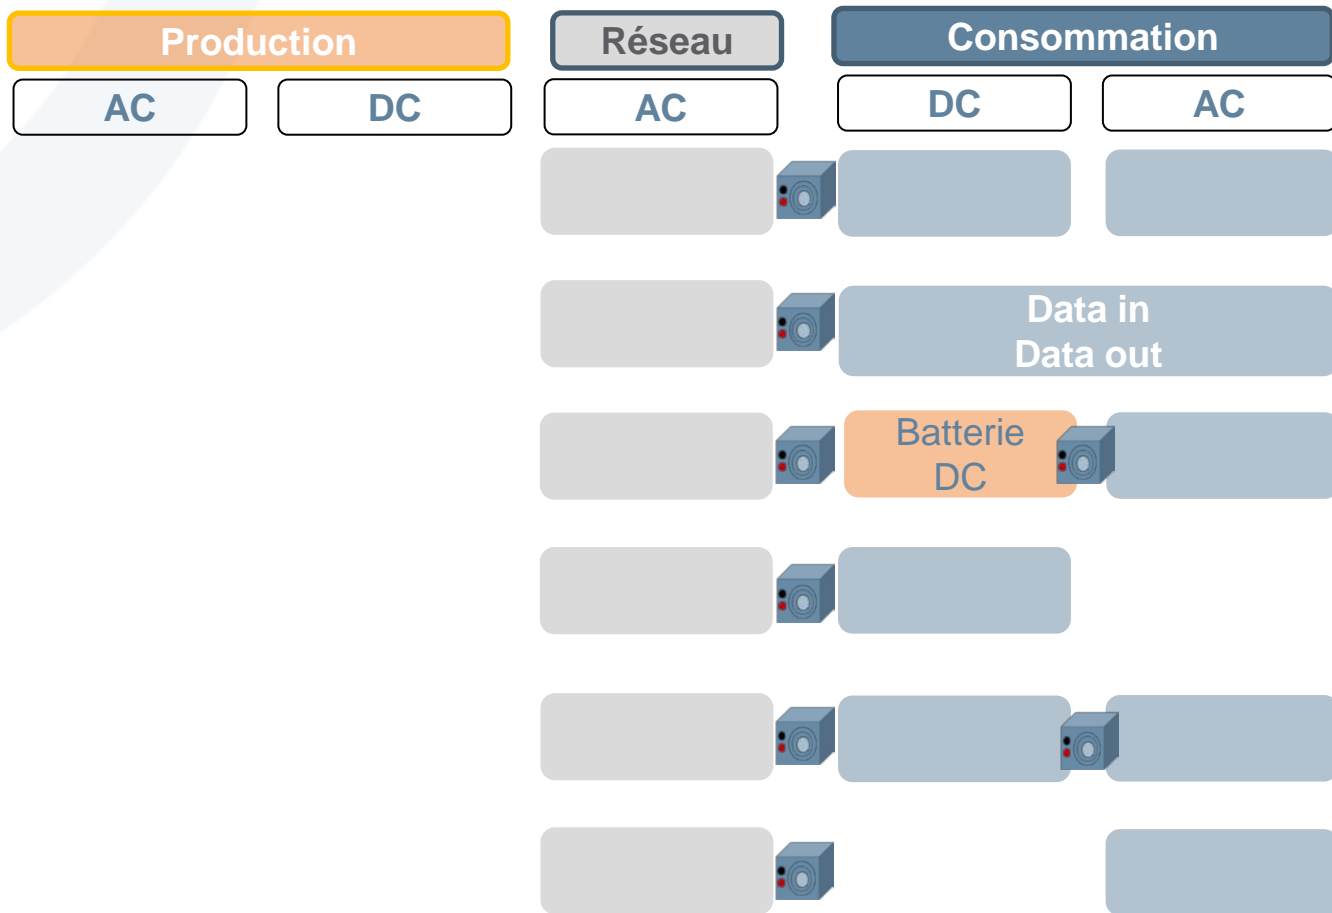 Production
Réseau
Consommation
AC
DC
AC
DC
AC
Data in
Data out
Batterie
DC